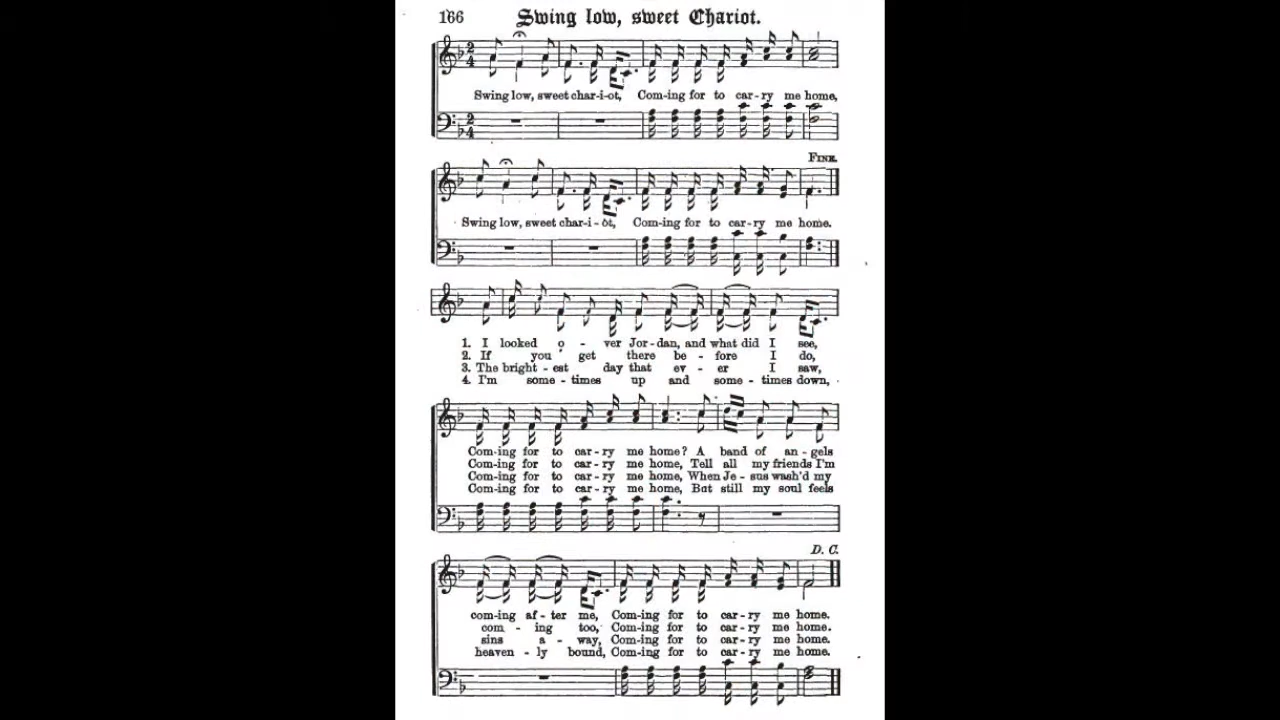 166 Swing low, sweet Chariot.
Swing low, sweet char-i-ot, Com-ing for to car-ry me home,
FINE.
Swing low, sweet char-i-ot, Com-ing for to car-ry me home.
1. I looked o-ver Jor-dan, and what did I see,
2. If you get there be-fore I do,
3. The bright-est day that ev-er I saw,
4. I'm some-times up and some-times down,
Com-ing for to car-ry me home? A band of an-gels
Com-ing for to car-ry me home, Tell all my friends I'm
Com-ing for to car-ry me home, When Je-sus wash'd my
Com-ing for to car-ry me home, But still my soul feels
D. C.
com-ing af-ter me, Com-ing for to car-ry me home.
com-ing too, Com-ing for to car-ry me home.
sins a-way, Com-ing for to car-ry me home.
heaven-ly bound, Com-ing for to car-ry me home.